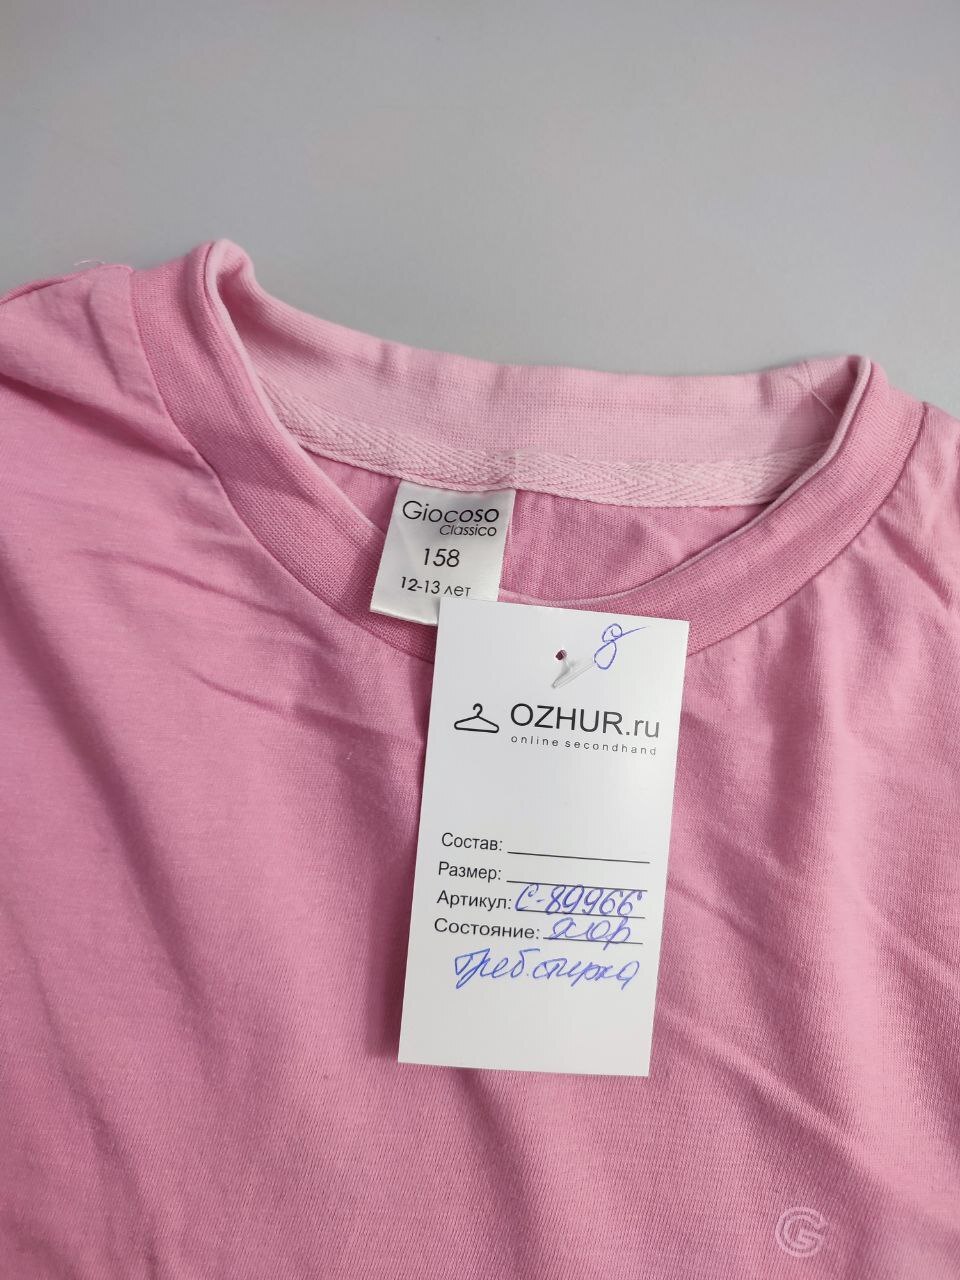 Giocoso
Classico
158
12-13 лет
8
OZHUR.ru
online secondhand
Состав:
Размер:
Артикул: С-89966
Состояние: хор
Треб. стирка
G